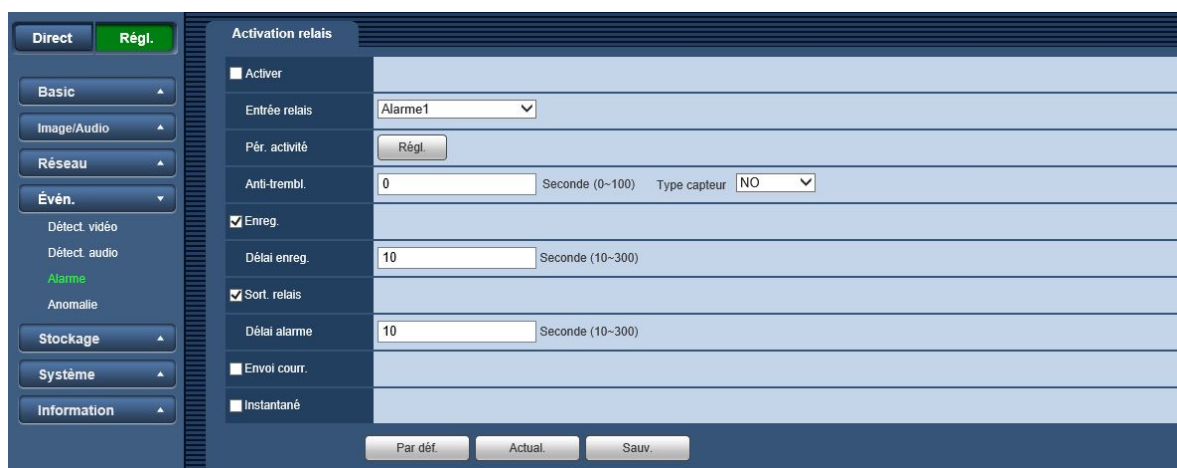 Direct
Régl.
Basic
Image/Audio
Réseau
Évén.
Détect. vidéo
Détect. audio
Alarme
Anomalie
Stockage
Système
Information
Activation relais
Activer
Entrée relais Alarme1
Pér. activité Régl.
Anti-trembl. 0 Seconde (0~100) Type capteur NO
Enreg.
Délai enreg. 10 Seconde (10~300)
Sort. relais
Délai alarme 10 Seconde (10~300)
Envoi courr.
Instantané
Par déf. Actual. Sauv.